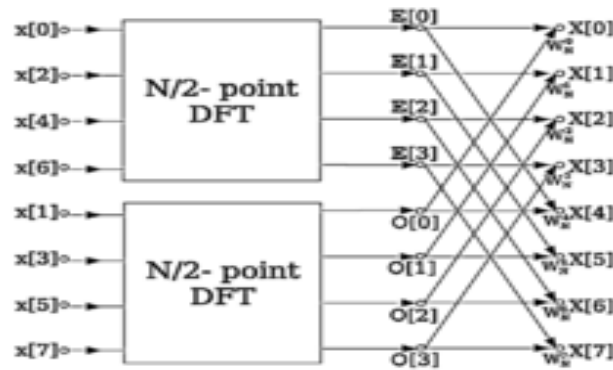 x[0] E[0] X[0]
x[2] E[1] X[1]
N/2- point
DFT
x[4] E[2] X[2]
x[6] E[3] X[3]
x[1] O[0] X[4]
x[3] O[1] X[5]
N/2- point
DFT
x[5] O[2] X[6]
x[7] O[3] X[7]